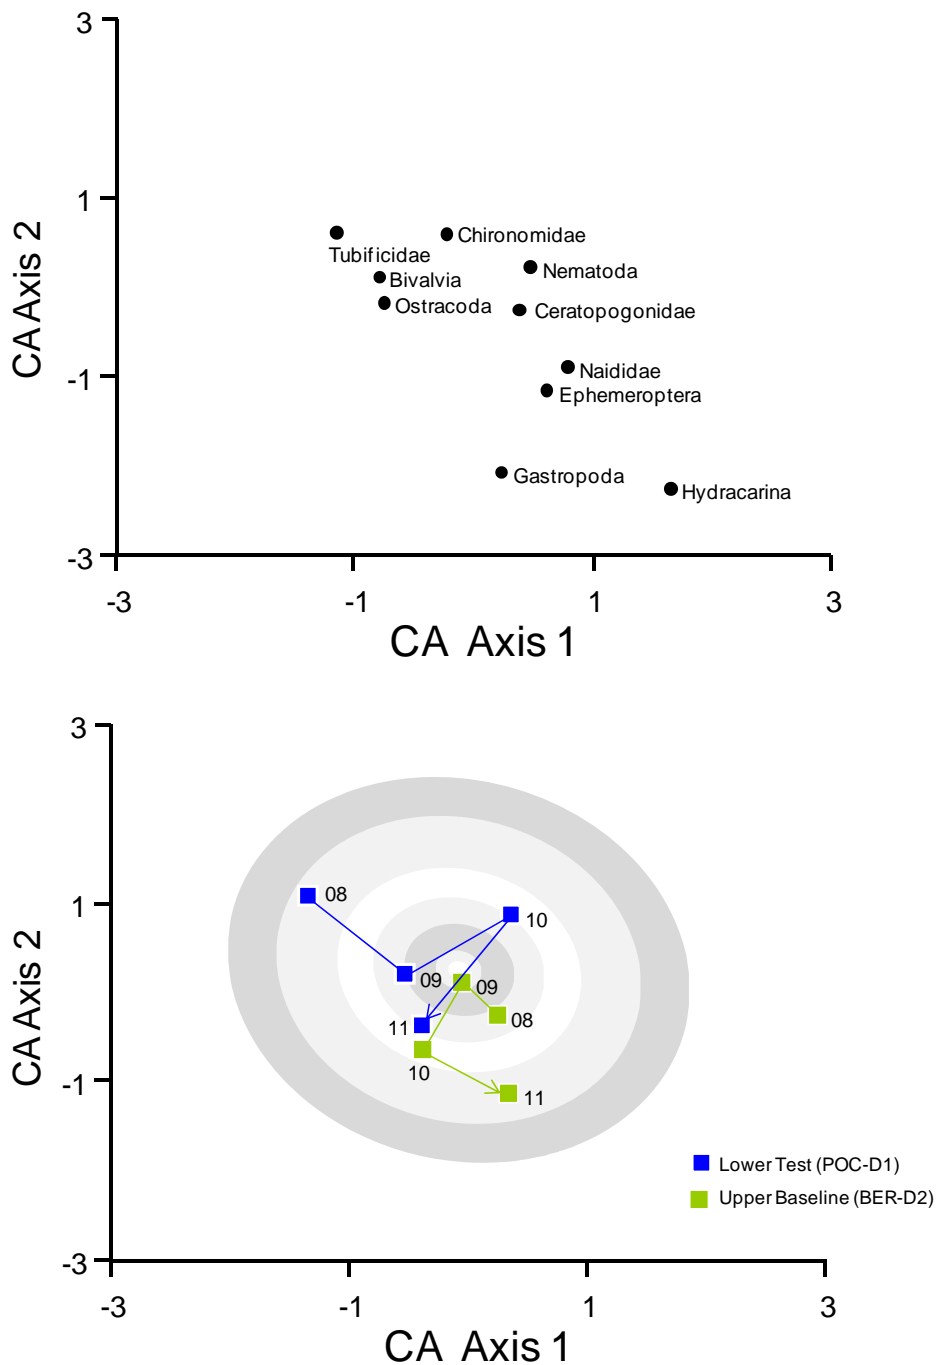 3
1
-1
-3
CA Axis 2
Tubificidae
Chironomidae
Bivalvia
Nematoda
Ostracoda
Ceratopogonidae
Naididae
Ephemeroptera
Gastropoda
Hydracarina
-3 -1 1 3
CA Axis 1
3
1
-1
-3
CA Axis 2
08
10
09
09
11
08
10
11
Lower Test (POC-D1)
Upper Baseline (BER-D2)
-3 -1 1 3
CA Axis 1